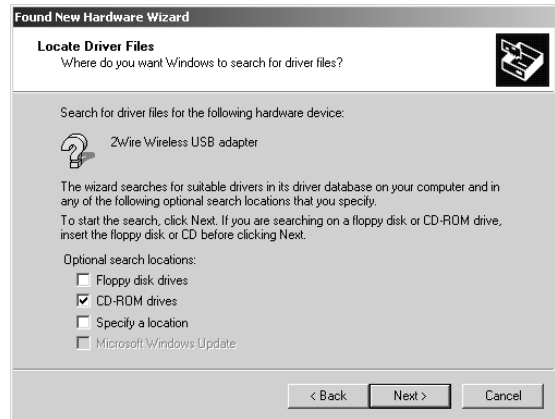 Found New Hardware Wizard
Locate Driver Files
Where do you want Windows to search for driver files?
Search for driver files for the following hardware device:
2Wire Wireless USB adapter
The wizard searches for suitable drivers in its driver database on your computer and in
any of the following optional search locations that you specify.
To start the search, click Next. If you are searching on a floppy disk or CD-ROM drive,
insert the floppy disk or CD before clicking Next.
Optional search locations:
Floppy disk drives
CD-ROM drives
Specify a location
Microsoft Windows Update
< Back Next > Cancel